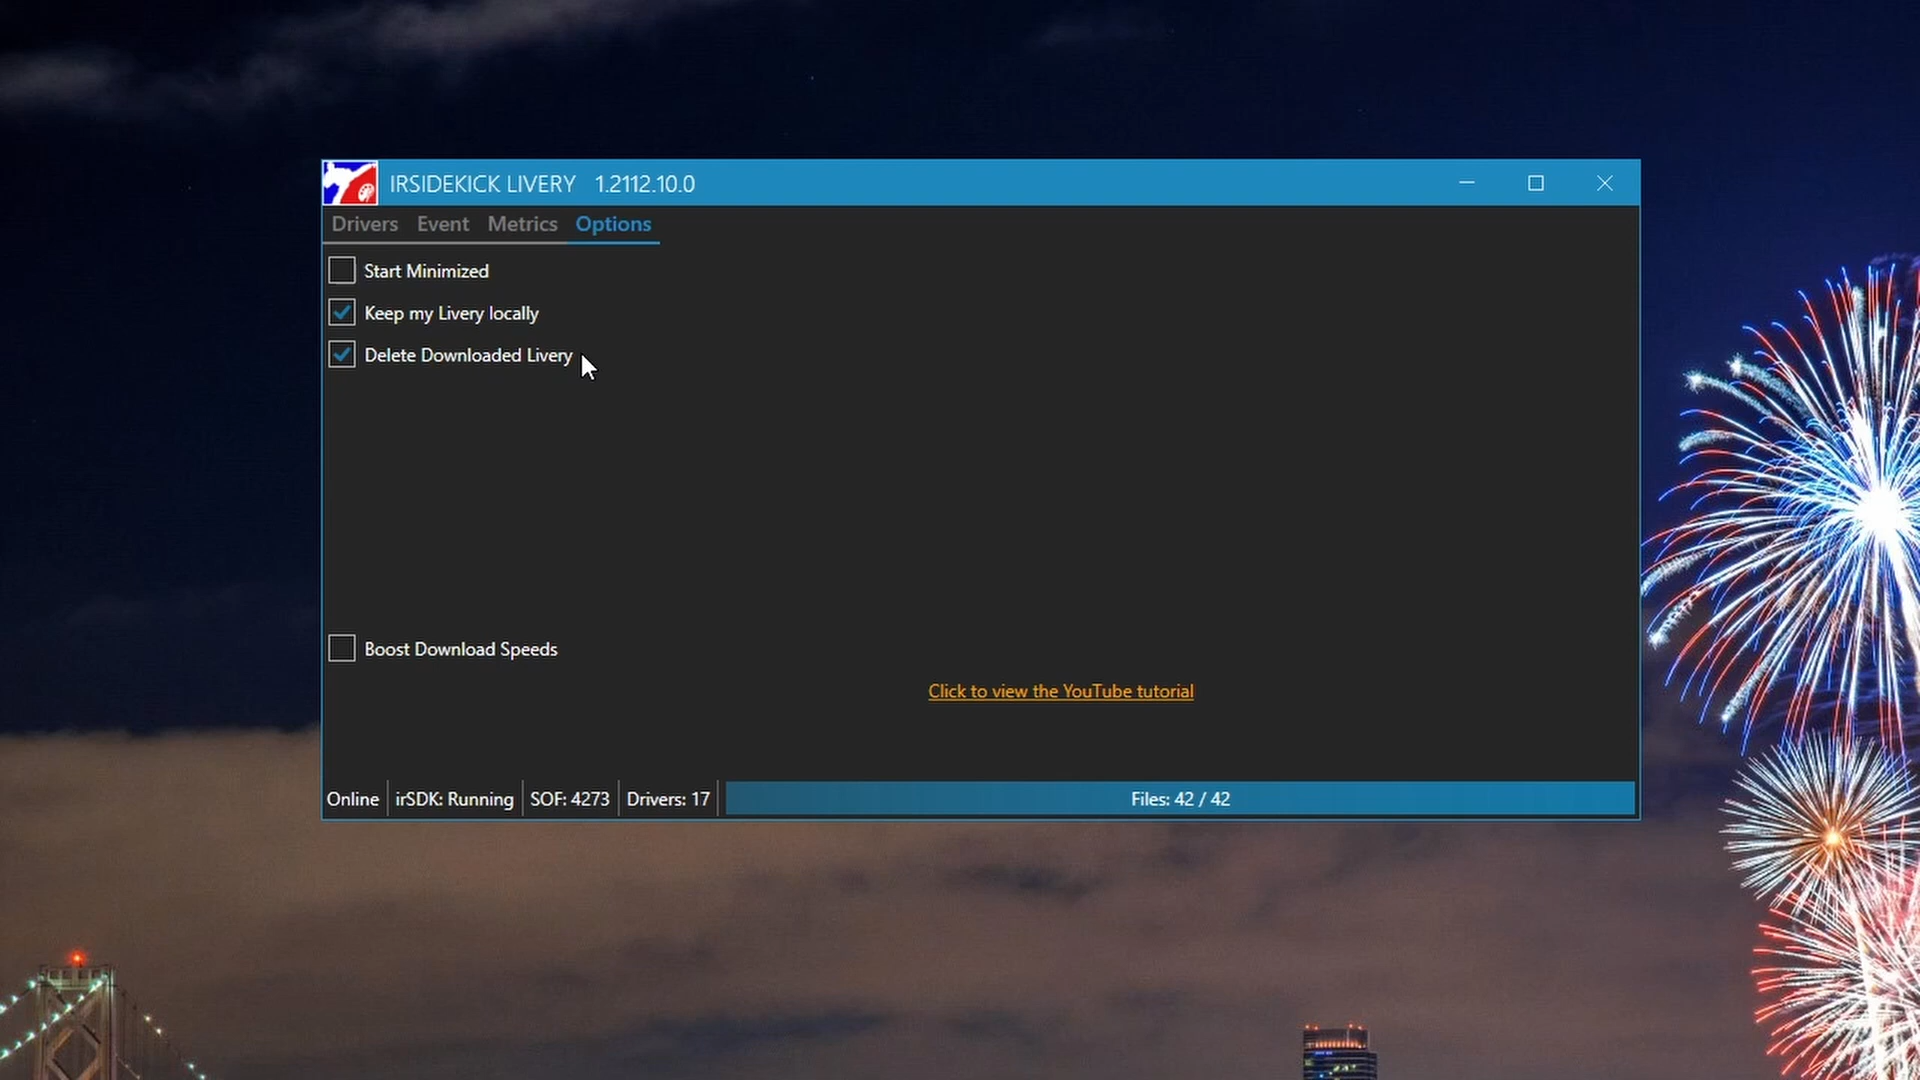 IRSIDEKICK LIVERY 1.2112.10.0
Drivers Event Metrics Options
Start Minimized
Keep my Livery locally
Delete Downloaded Livery
Boost Download Speeds
Click to view the YouTube tutorial
Online irSDK: Running SOF: 4273 Drivers: 17 Files: 42 / 42